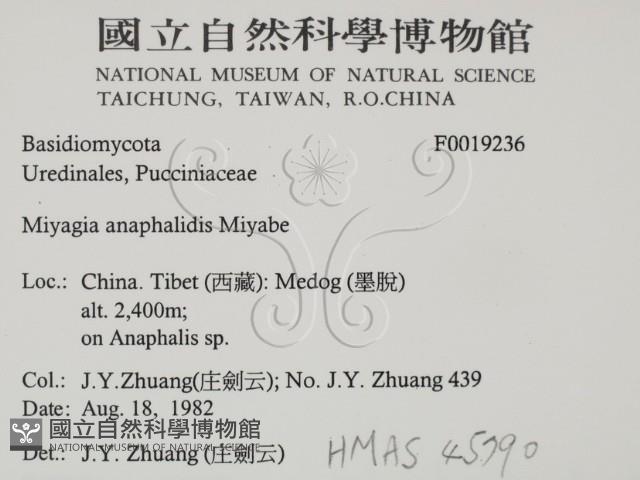 國立自然科學博物館
NATIONAL MUSEUM OF NATURAL SCIENCE
TAICHUNG, TAIWAN, R.O.CHINA
Basidiomycota F0019236
Uredinales, Pucciniaceae
Miyagia anaphalidis Miyabe
Loc.: China. Tibet (西藏): Medog (墨脫)
alt. 2,400m;
on Anaphalis sp.
Col.: J.Y.Zhuang(庄劍云); No. J.Y. Zhuang 439
Date: Aug. 18, 1982
國立自然科學博物館
NATIONAL MUSEUM OF NATURAL SCIENCE
Det.: J.Y. Zhuang (庄劍云) HMAS 45790